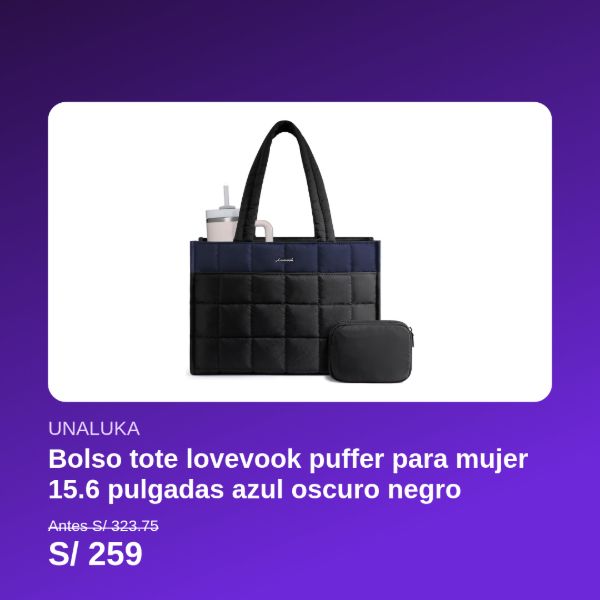 UNALUKA
Bolso tote lovevook puffer para mujer
15.6 pulgadas azul oscuro negro
Antes S/ 323.75
S/ 259